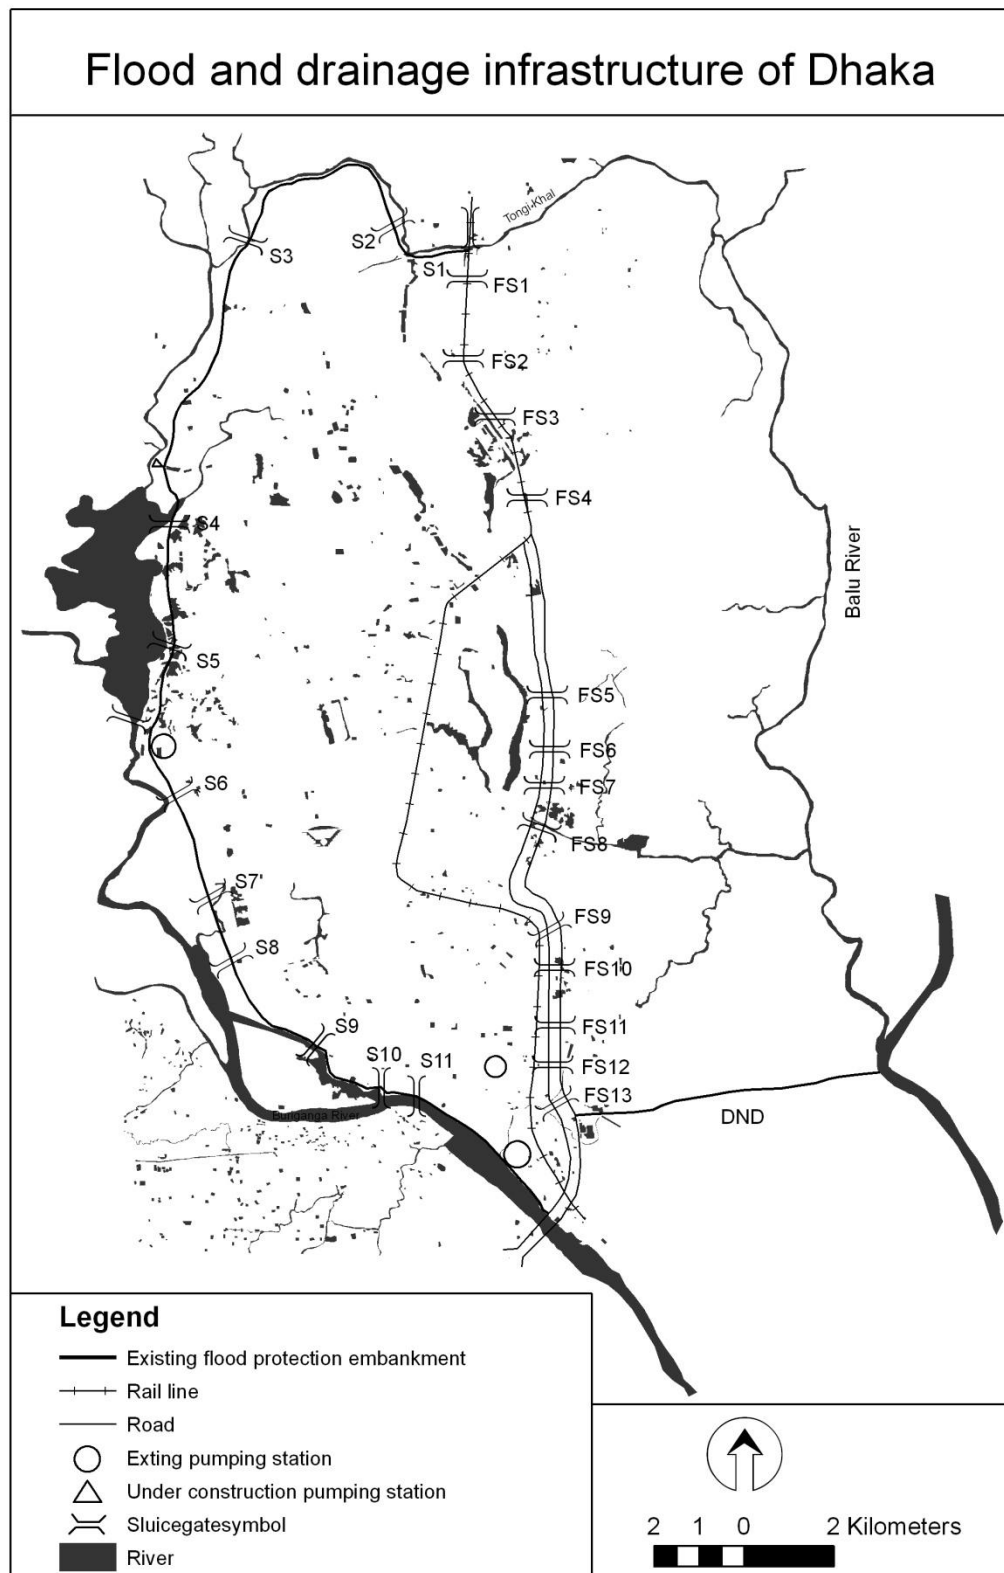 Flood and drainage infrastructure of Dhaka
Tongi Khal
S3
S2
S1
FS1
FS2
FS3
FS4
S4
Balu River
S5
FS5
FS6
S6
FS7
FS8
S7'
FS9
S8
FS10
S9
FS11
S10
S11
FS12
FS13
Buriganga River
DND
Legend
Existing flood protection embankment
Rail line
Road
Exting pumping station
Under construction pumping station
Sluicegatesymbol
River
2 1 0 2 Kilometers